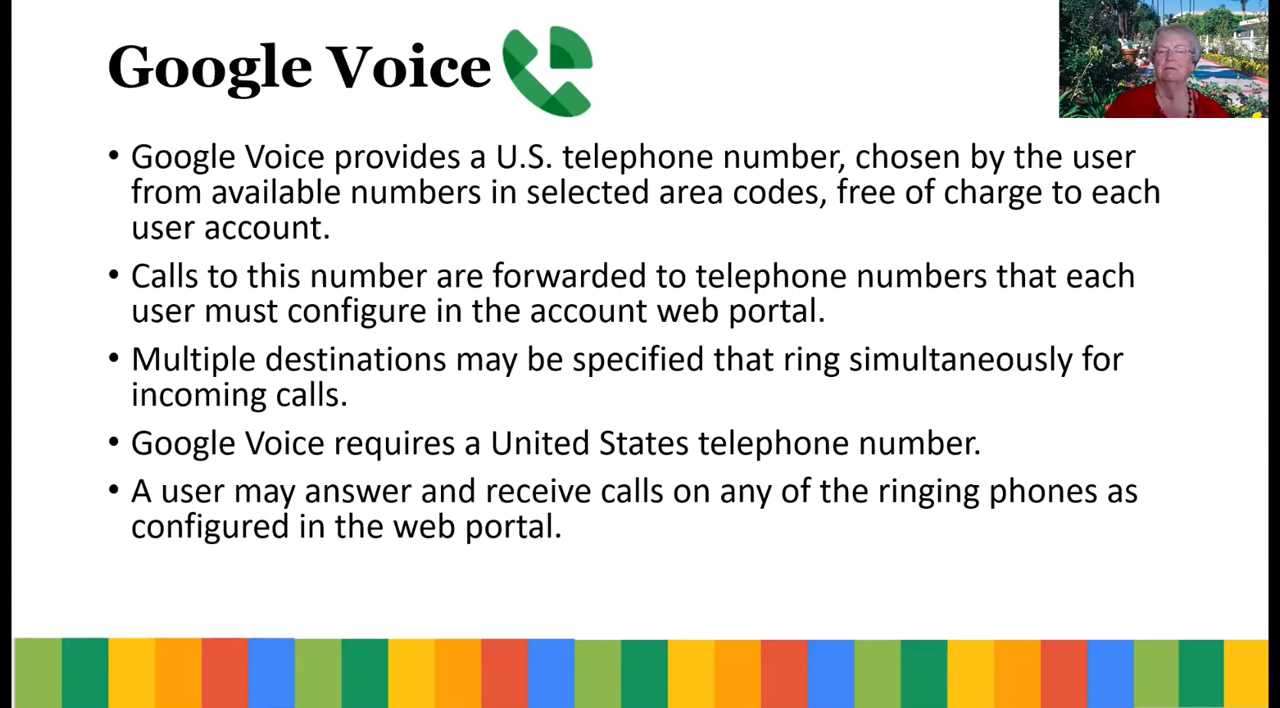 Google Voice
• Google Voice provides a U.S. telephone number, chosen by the user
from available numbers in selected area codes, free of charge to each
user account.
• Calls to this number are forwarded to telephone numbers that each
user must configure in the account web portal.
• Multiple destinations may be specified that ring simultaneously for
incoming calls.
• Google Voice requires a United States telephone number.
• A user may answer and receive calls on any of the ringing phones as
configured in the web portal.